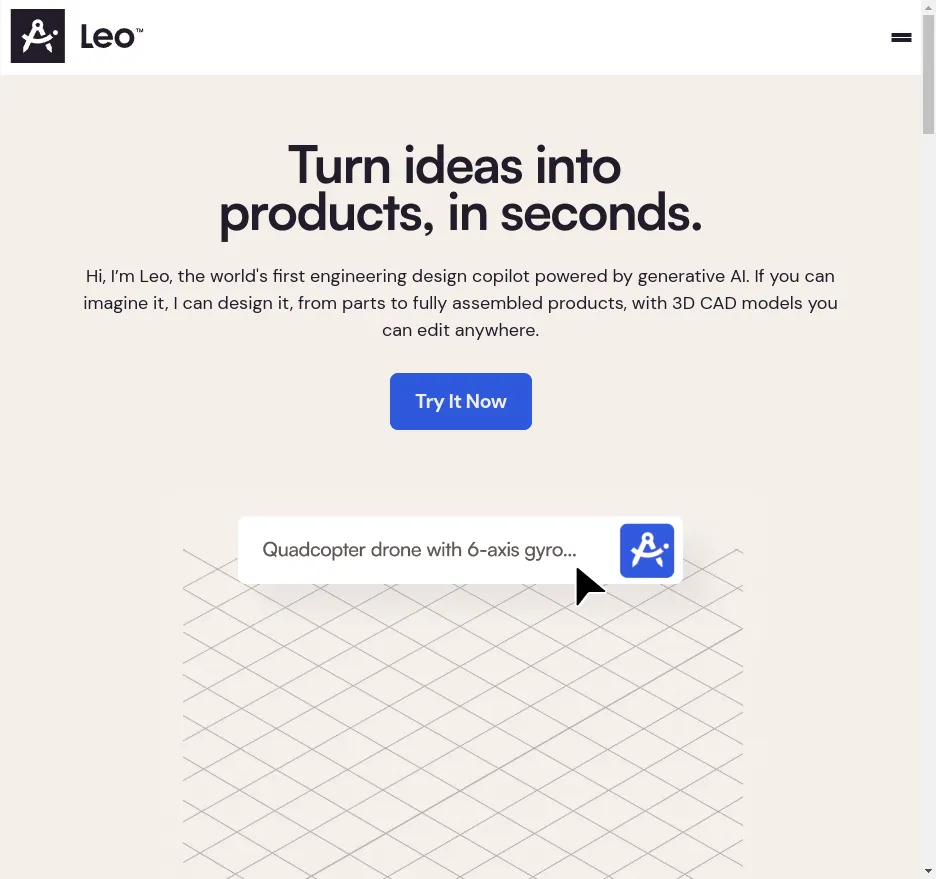 Leo™
Turn ideas into
products, in seconds.
Hi, I’m Leo, the world's first engineering design copilot powered by generative AI. If you can
imagine it, I can design it, from parts to fully assembled products, with 3D CAD models you
can edit anywhere.
Try It Now
Quadcopter drone with 6-axis gyro...